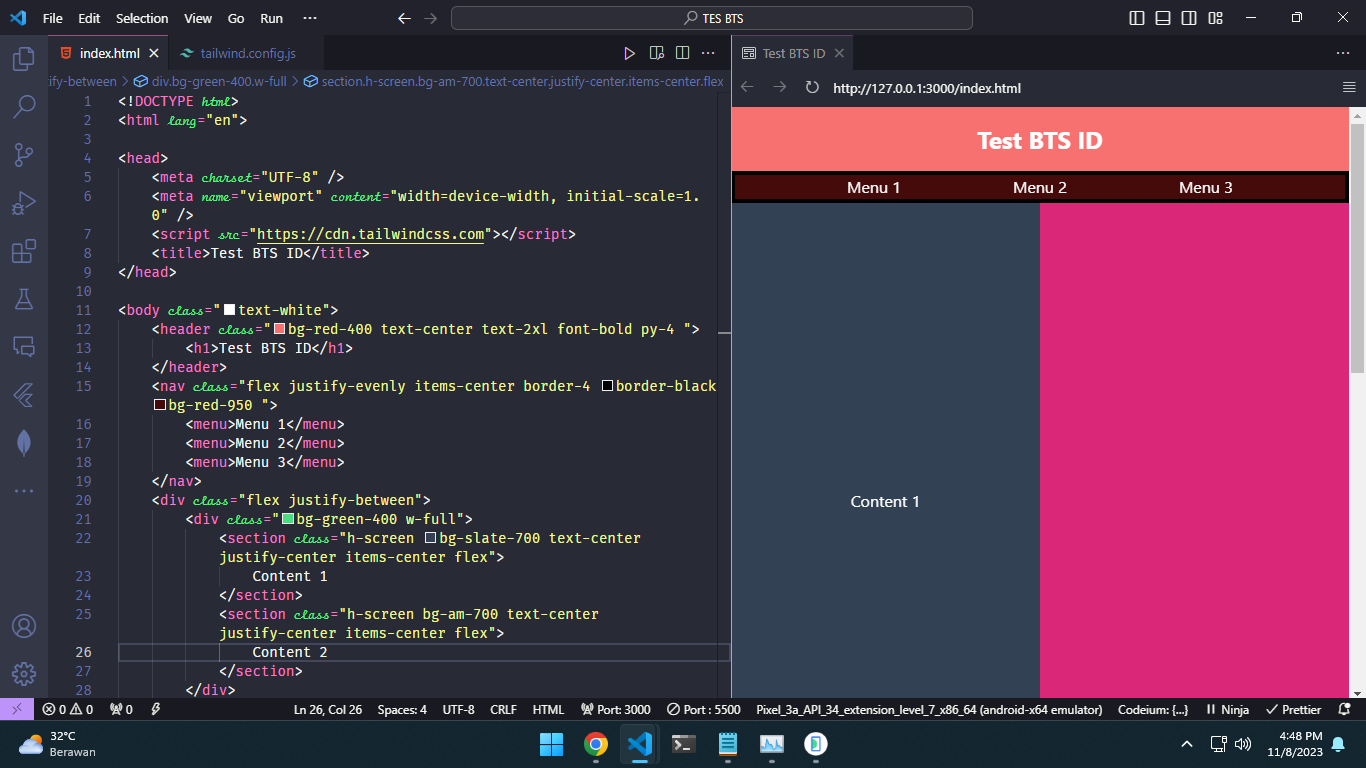 File Edit Selection View Go Run ··· TES BTS
index.html tailwind.config.js
Test BTS ID
ify-between > div.bg-green-400.w-full > section.h-screen.bg-am-700.text-center.justify-center.items-center.flex
http://127.0.0.1:3000/index.html
1 <!DOCTYPE html>
2 <html lang="en">
3
4 <head>
5 <meta charset="UTF-8" />
6 <meta name="viewport" content="width=device-width, initial-scale=1.
0" />
7 <script src="https://cdn.tailwindcss.com"></script>
8 <title>Test BTS ID</title>
9 </head>
10
11 <body class="text-white">
12 <header class="bg-red-400 text-center text-2xl font-bold py-4 ">
13 <h1>Test BTS ID</h1>
14 </header>
15 <nav class="flex justify-evenly items-center border-4 border-black
bg-red-950 ">
16 <menu>Menu 1</menu>
17 <menu>Menu 2</menu>
18 <menu>Menu 3</menu>
19 </nav>
20 <div class="flex justify-between">
21 <div class="bg-green-400 w-full">
22 <section class="h-screen bg-slate-700 text-center
justify-center items-center flex">
23 Content 1
24 </section>
25 <section class="h-screen bg-am-700 text-center
justify-center items-center flex">
26 Content 2
27 </section>
28 </div>
Test BTS ID
Menu 1 Menu 2 Menu 3
Content 1
0 0 0 Ln 26, Col 26 Spaces: 4 UTF-8 CRLF HTML Port: 3000 Port : 5500 Pixel_3a_API_34_extension_level_7_x86_64 (android-x64 emulator) Codeium: {...} Ninja Prettier
32°C
Berawan
4:48 PM
11/8/2023